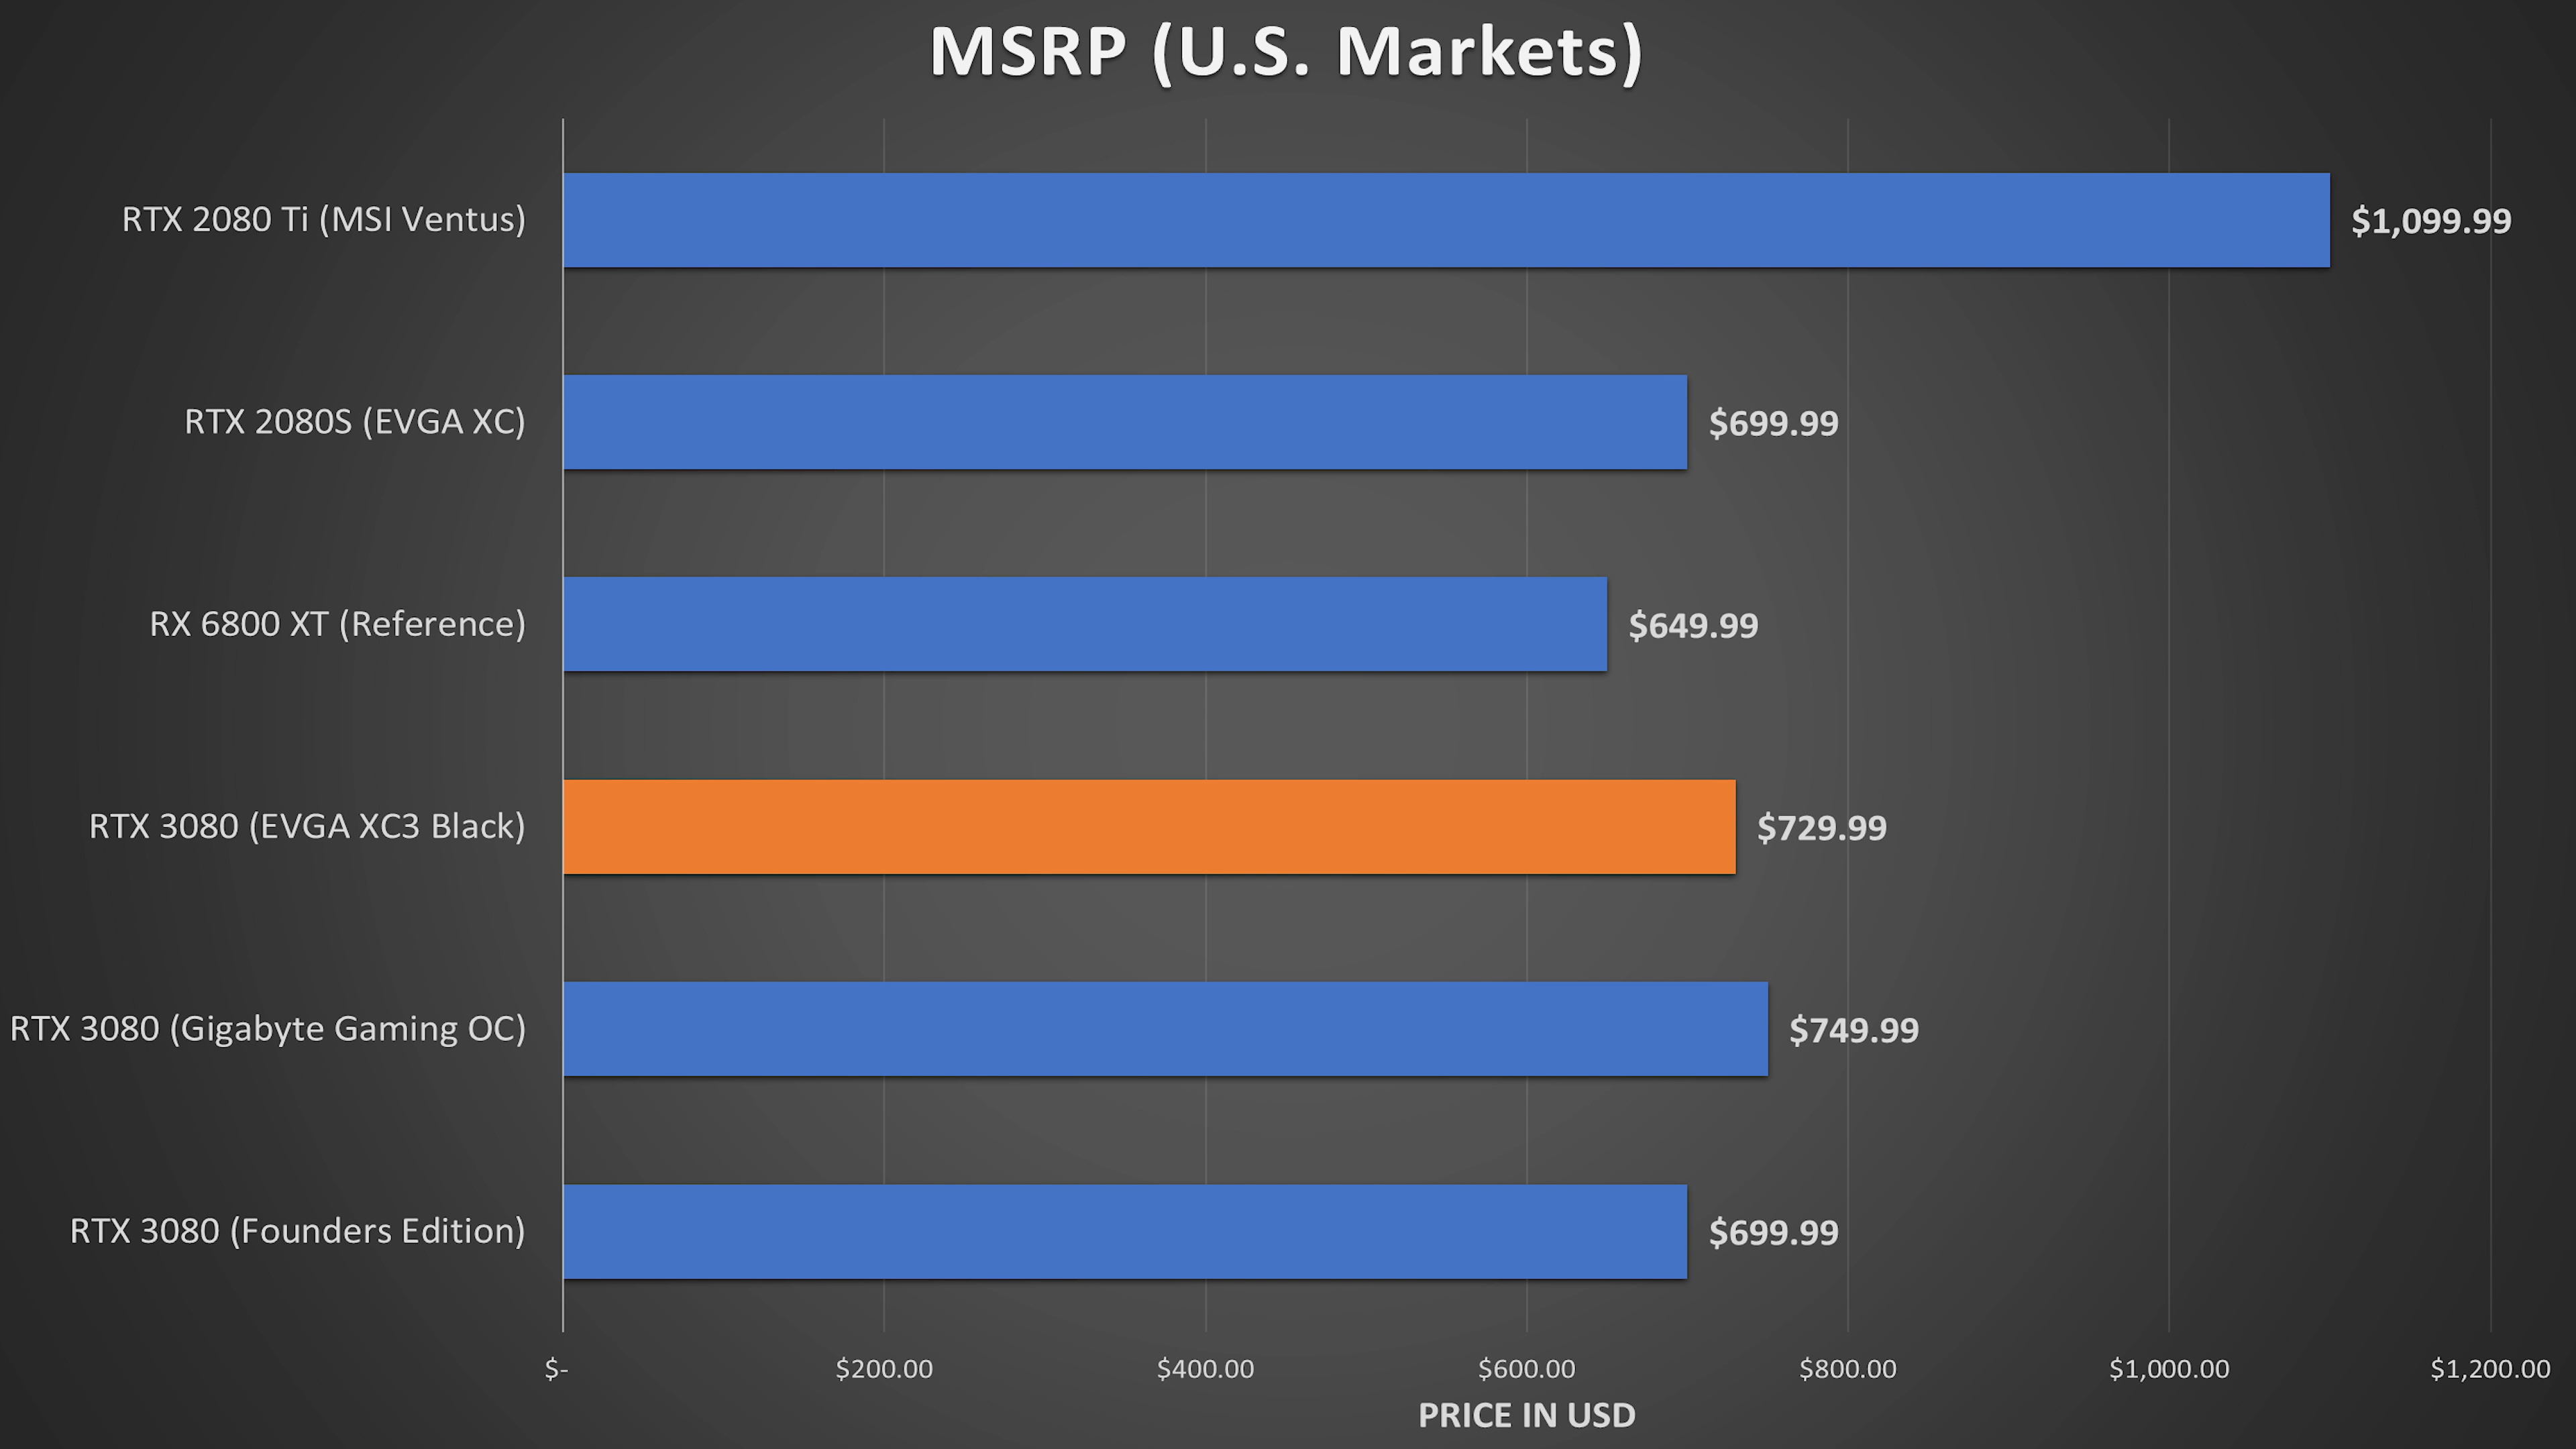 MSRP (U.S. Markets)
RTX 2080 Ti (MSI Ventus)
$1,099.99
RTX 2080S (EVGA XC)
$699.99
RX 6800 XT (Reference)
$649.99
RTX 3080 (EVGA XC3 Black)
$729.99
RTX 3080 (Gigabyte Gaming OC)
$749.99
RTX 3080 (Founders Edition)
$699.99
$- $200.00 $400.00 $600.00 $800.00 $1,000.00 $1,200.00
PRICE IN USD